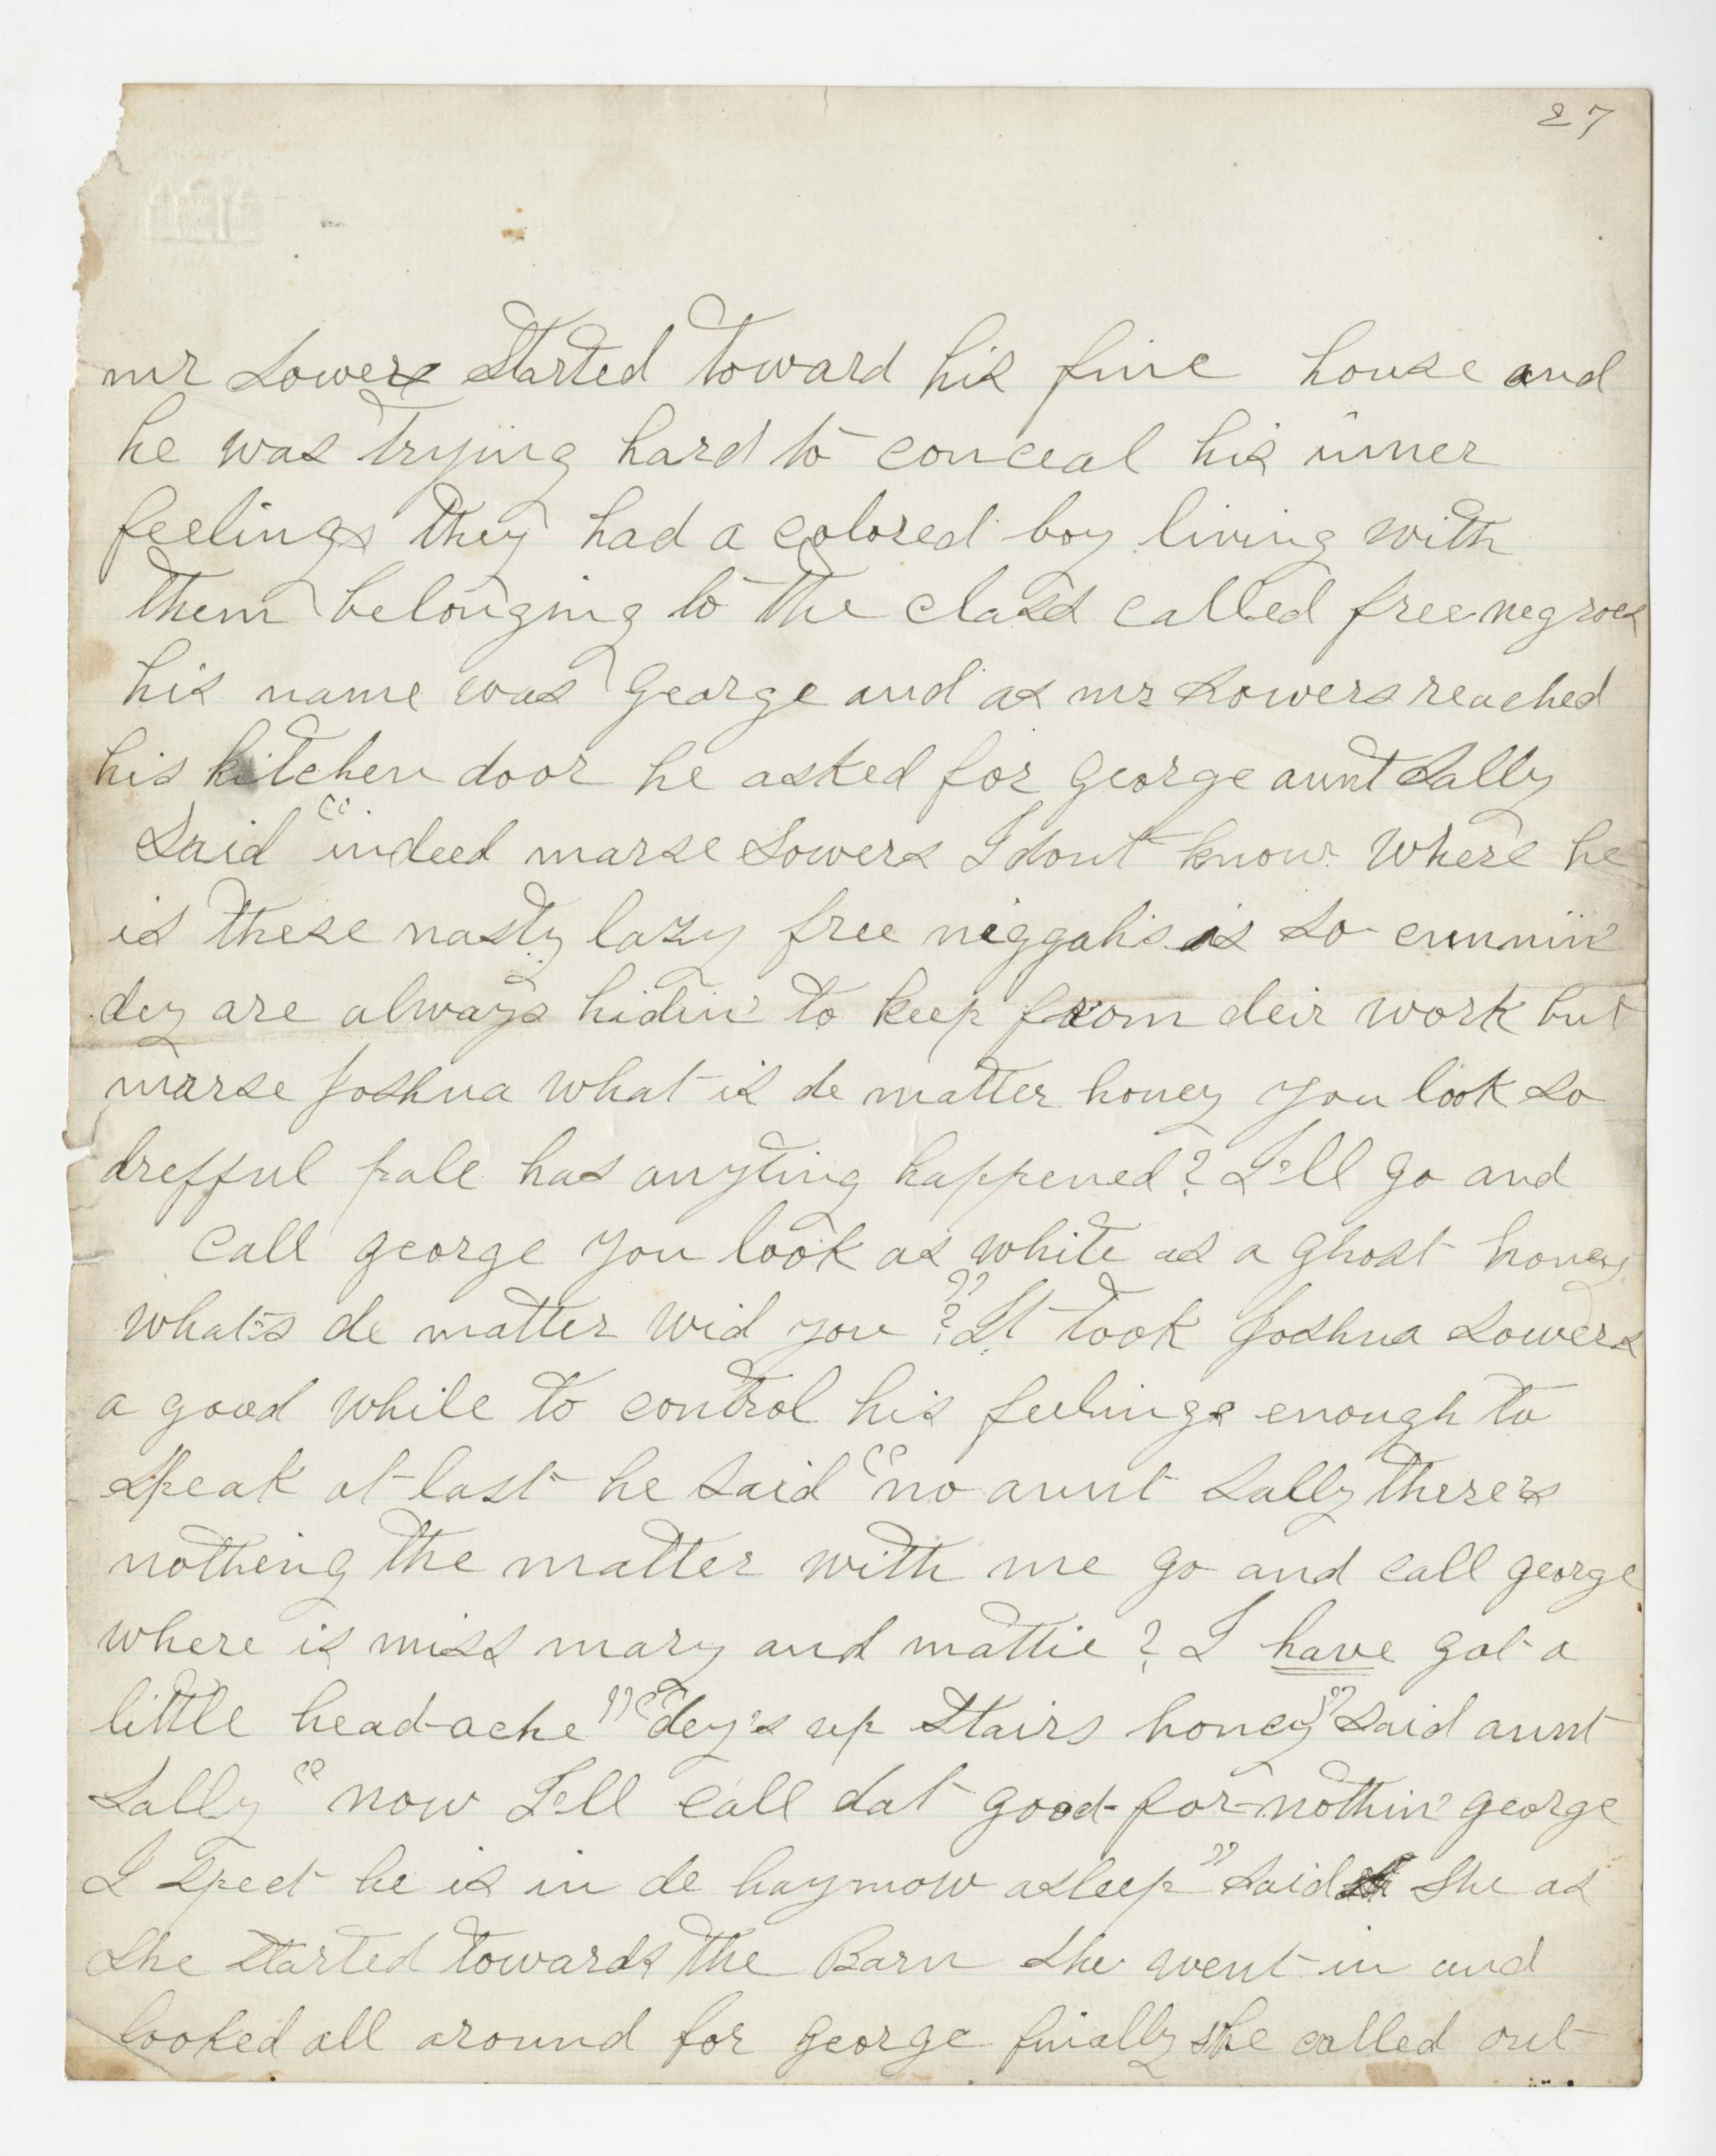 27
mr Sowers Started toward his fine house and
he was trying hard to conceal his inner
feelings they had a colored boy living with
them belonging to the class called free negroes
his name was George and as mr Sowers reached
his kitchen door he asked for George aunt Sally
Said "indeed marse Sowers I dont know where he
is these nasty lazy free niggahs is so cunnin'
dey are always hidin' to keep from deir work but
marse Joshua what is de matter honey you look so
drefful pale has anyting happened? I'll go and
call george you look as white as a ghost honey
what's de matter wid you?" It took Joshua Sowers
a good while to control his feelings enough to
Speak at last he said "no aunt Sally there's
nothing the matter with me go and call george
where is miss mary and mattie? I have got a
little head-ache" "dey's up Stairs honey" said aunt
Sally "now I'll call dat good-for-nothin' george
I spect he is in de haymow asleep" said she as
she started towards the Barn she went in and
looked all around for george finally she called out